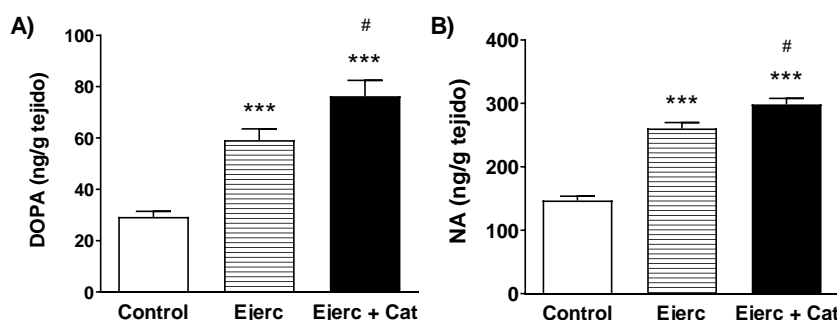 A)
DOPA (ng/g tejido)
100
80
60
40
20
0
***
***
#
Control
Ejerc
Ejerc + Cat
B)
NA (ng/g tejido)
400
300
200
100
0
***
***
#
Control
Ejerc
Ejerc + Cat